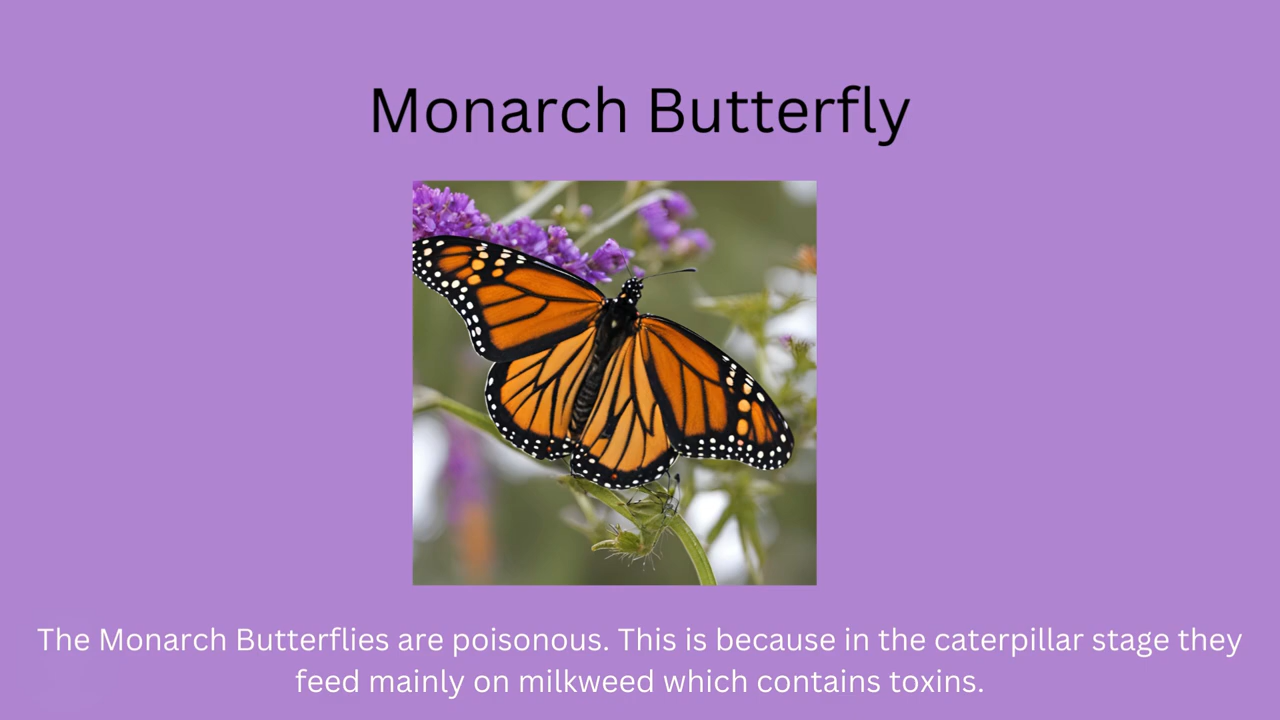 Monarch Butterfly
The Monarch Butterflies are poisonous. This is because in the caterpillar stage they
feed mainly on milkweed which contains toxins.